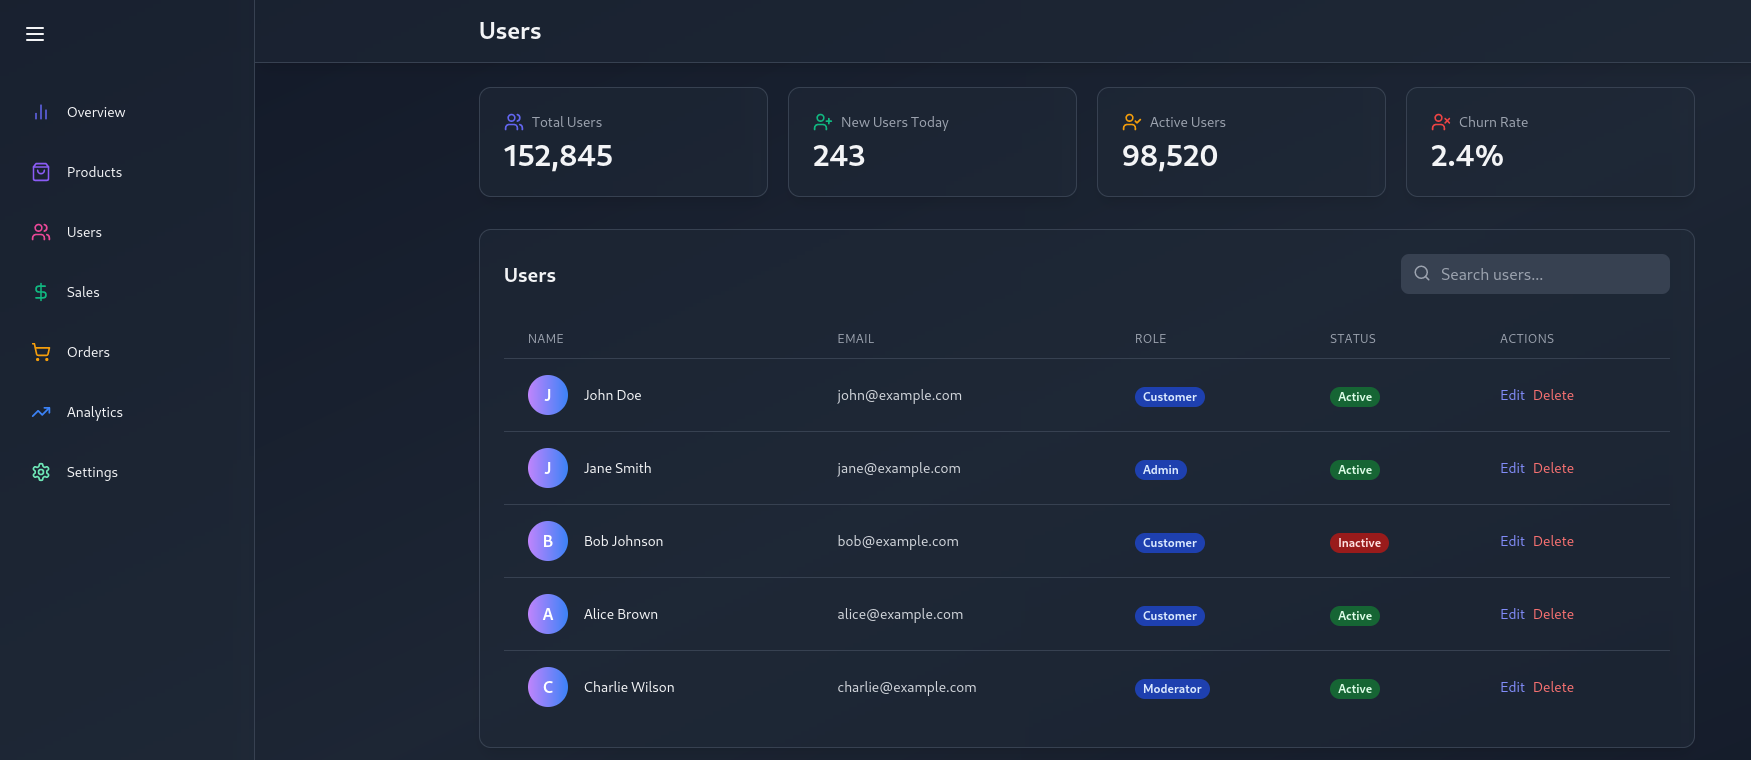 Users
Overview
Products
Users
Sales
Orders
Analytics
Settings
Total Users
152,845
New Users Today
243
Active Users
98,520
Churn Rate
2.4%
Users
Search users...
NAME EMAIL ROLE STATUS ACTIONS
J John Doe john@example.com Customer Active Edit Delete
J Jane Smith jane@example.com Admin Active Edit Delete
B Bob Johnson bob@example.com Customer Inactive Edit Delete
A Alice Brown alice@example.com Customer Active Edit Delete
C Charlie Wilson charlie@example.com Moderator Active Edit Delete